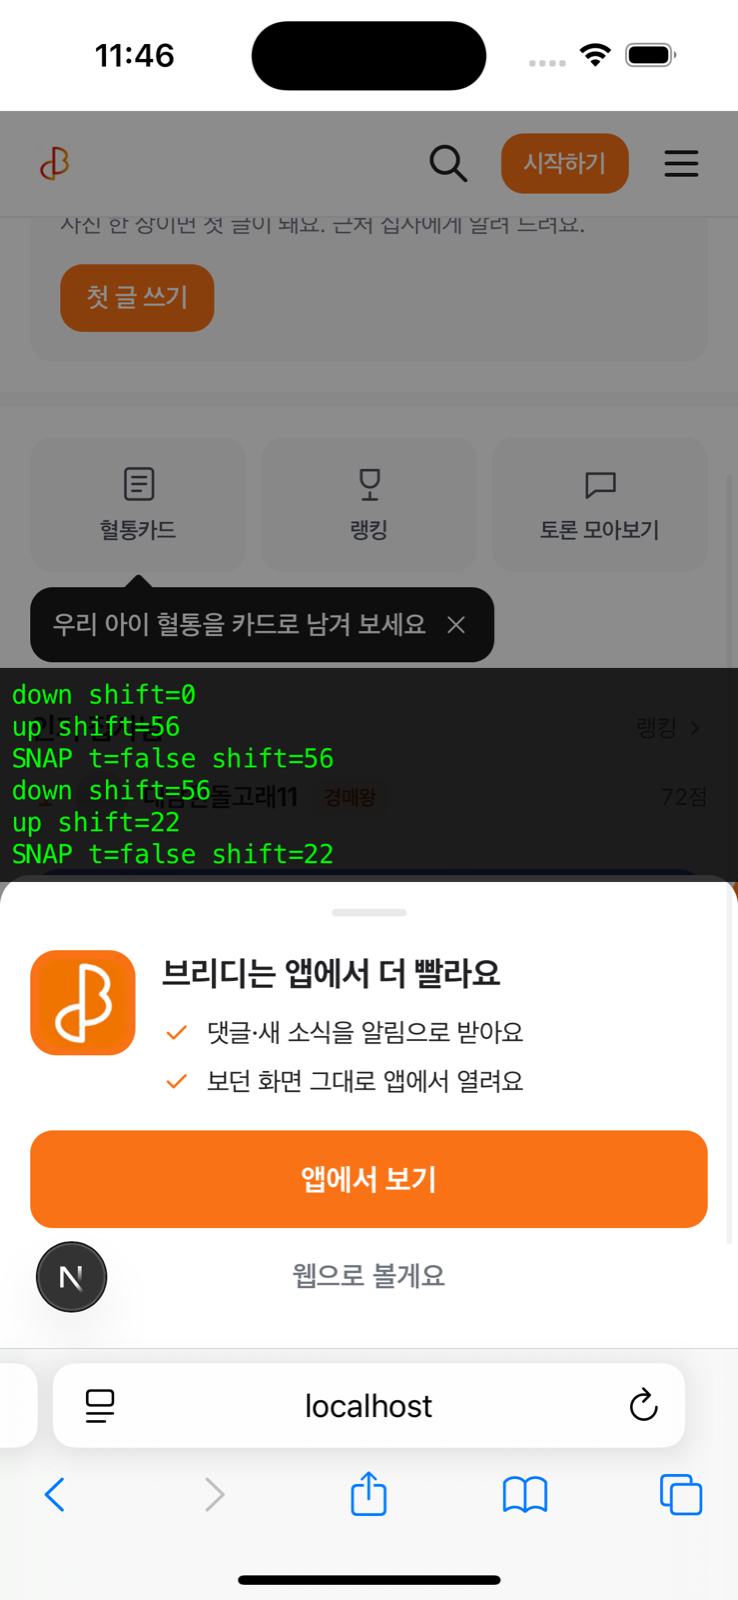 11:46
시작하기
사진 한 장이면 첫 글이 돼요. 근처 집사에게 알려 드려요.
첫 글 쓰기
혈통카드
랭킹
토론 모아보기
우리 아이 혈통을 카드로 남겨 보세요
down shift=0
up shift=56
랭킹
SNAP t=false shift=56
down shift=56
돌고래11
경매왕
72점
up shift=22
SNAP t=false shift=22
브리디는 앱에서 더 빨라요
댓글·새 소식을 알림으로 받아요
보던 화면 그대로 앱에서 열려요
앱에서 보기
N
웹으로 볼게요
localhost